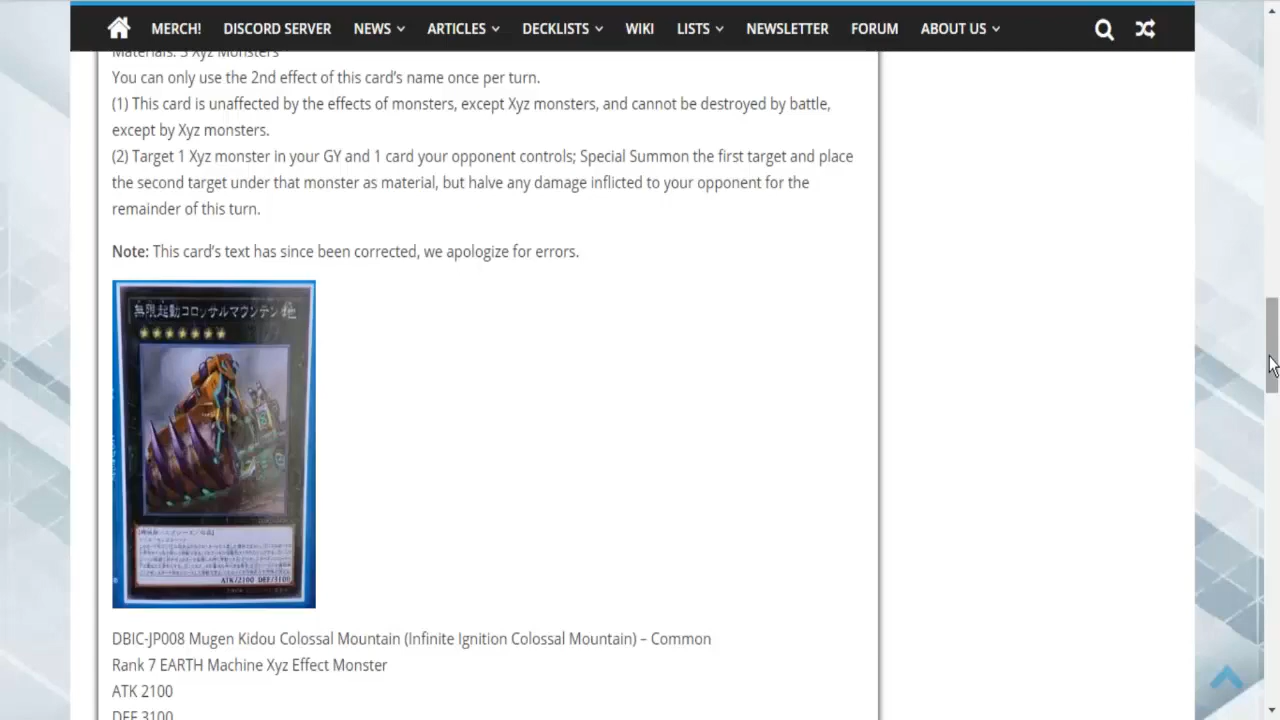 MERCH! DISCORD SERVER NEWS ARTICLES DECKLISTS WIKI LISTS NEWSLETTER FORUM ABOUT US
Materials: 3 Xyz Monsters
You can only use the 2nd effect of this card’s name once per turn.
(1) This card is unaffected by the effects of monsters, except Xyz monsters, and cannot be destroyed by battle,
except by Xyz monsters.
(2) Target 1 Xyz monster in your GY and 1 card your opponent controls; Special Summon the first target and place
the second target under that monster as material, but halve any damage inflicted to your opponent for the
remainder of this turn.
Note: This card’s text has since been corrected, we apologize for errors.
無限起動コロッサルマウンテン 地
ATK/2100 DEF/3100
DBIC-JP008 Mugen Kidou Colossal Mountain (Infinite Ignition Colossal Mountain) – Common
Rank 7 EARTH Machine Xyz Effect Monster
ATK 2100
DEF 3100